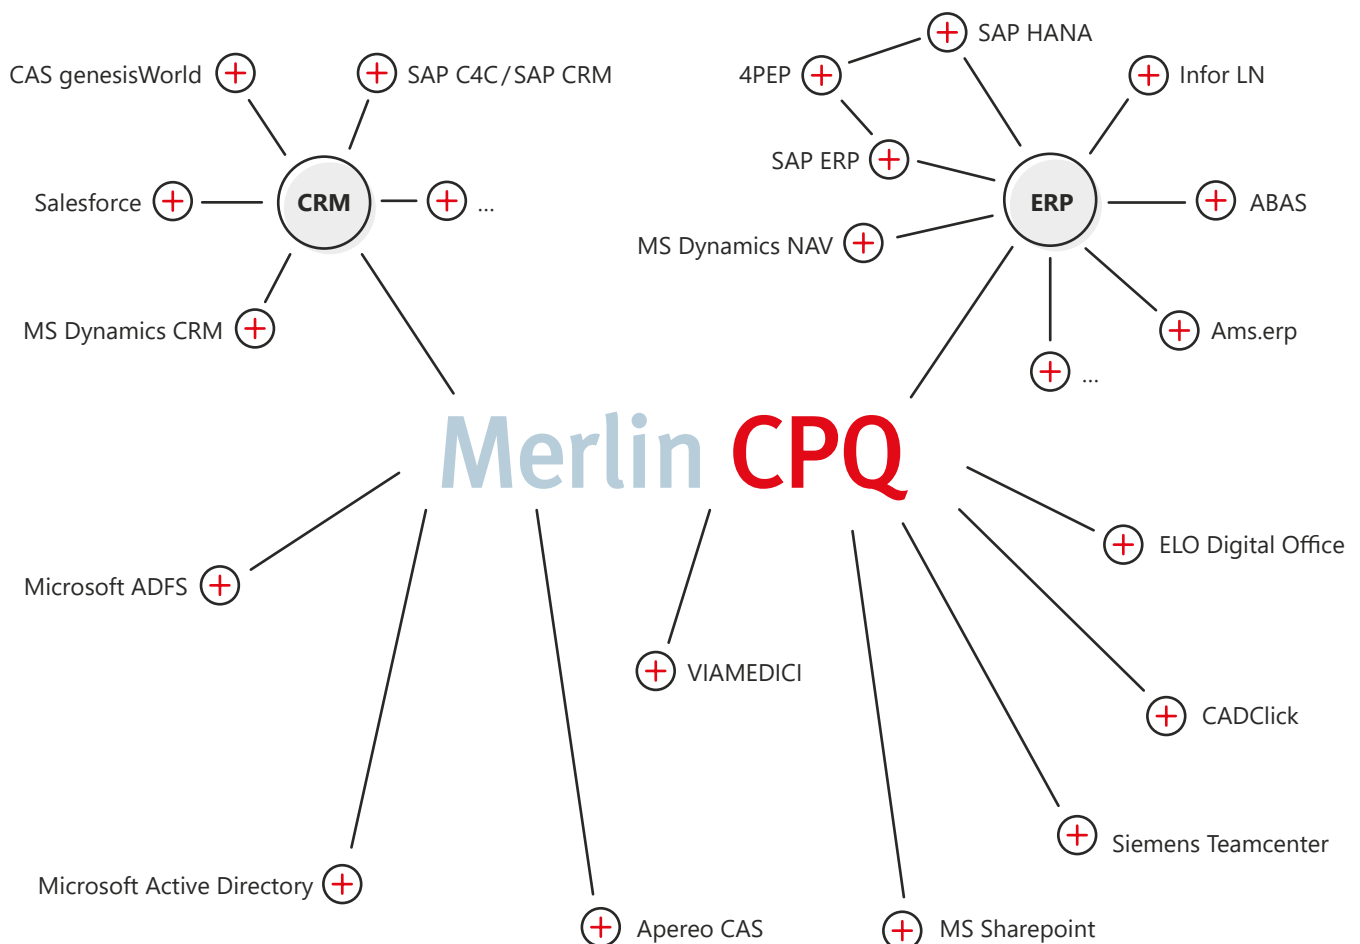 SAP HANA
CAS genesisWorld
SAP C4C/SAP CRM
4PEP
Infor LN
SAP ERP
Salesforce
CRM
...
ERP
ABAS
MS Dynamics NAV
MS Dynamics CRM
Ams.erp
...
Merlin CPQ
ELO Digital Office
Microsoft ADFS
VIAMEDICI
CADClick
Siemens Teamcenter
Microsoft Active Directory
Apereo CAS
MS Sharepoint